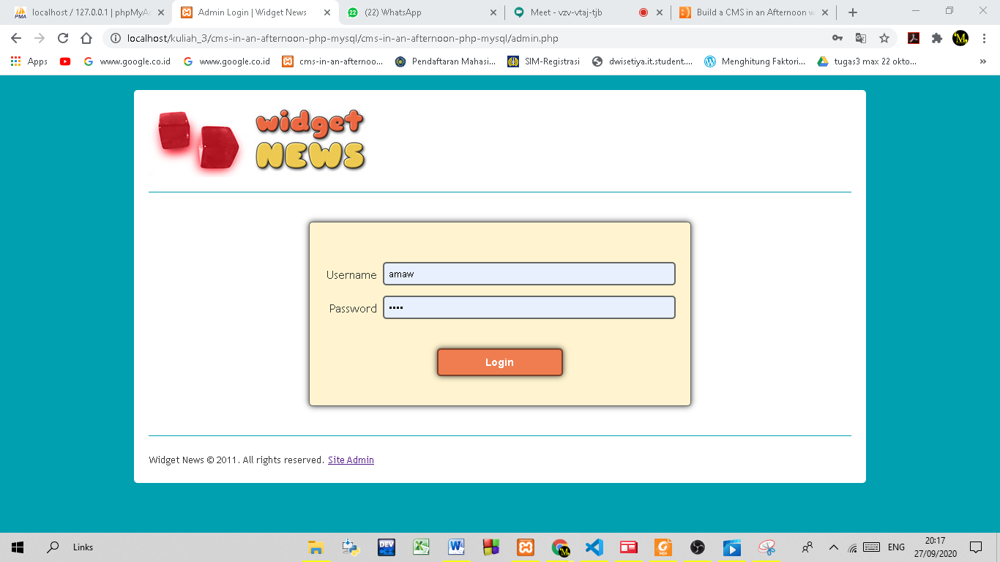 localhost / 127.0.0.1 | phpMyAd
Admin Login | Widget News
(22) WhatsApp
Meet - vzv-vtaj-tjb
Build a CMS in an Afternoon w
localhost/kuliah_3/cms-in-an-afternoon-php-mysql/cms-in-an-afternoon-php-mysql/admin.php
Apps
www.google.co.id
www.google.co.id
cms-in-an-afternoo...
Pendaftaran Mahasi...
SIM-Registrasi
dwisetiya.it.student....
Menghitung Faktori...
tugas3 max 22 okto...
»
widget
NEWS
Username
amaw
Password
••••
Login
Widget News © 2011. All rights reserved. Site Admin
Links
DEV
PDF
ENG
20:17
27/09/2020